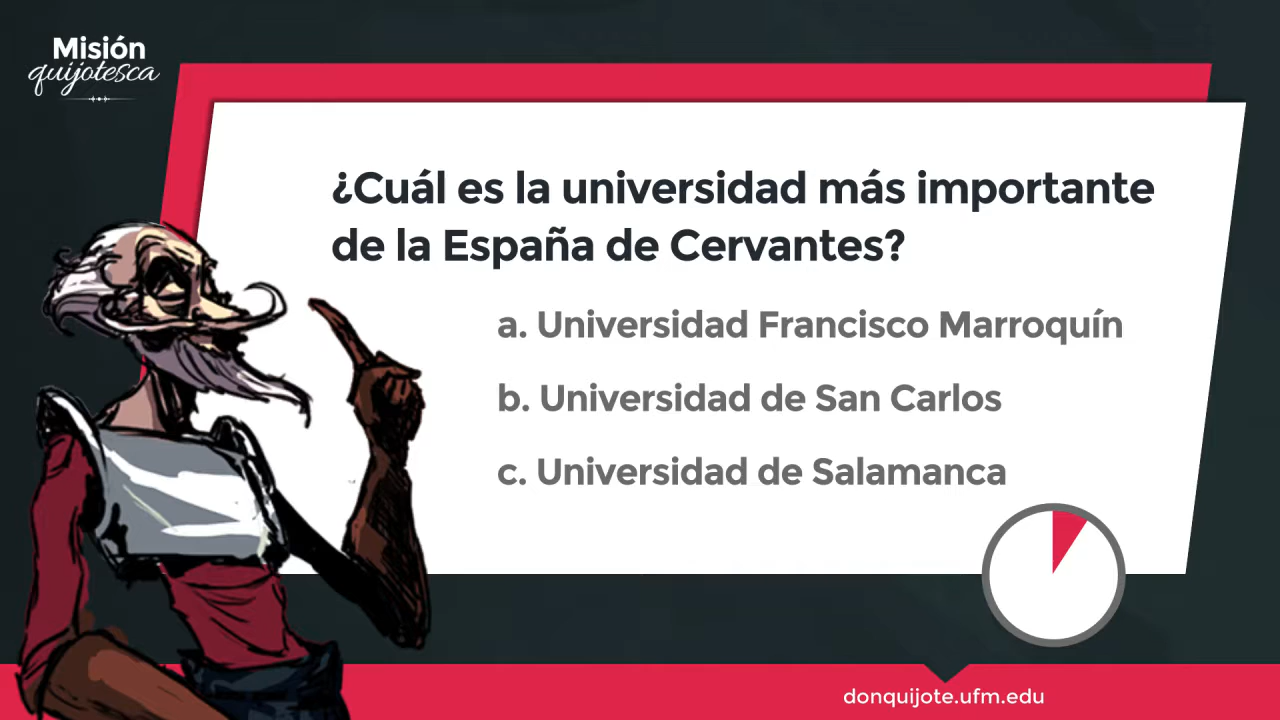 Misión
quijotesca
¿Cuál es la universidad más importante
de la España de Cervantes?
a. Universidad Francisco Marroquín
b. Universidad de San Carlos
c. Universidad de Salamanca
donquijote.ufm.edu